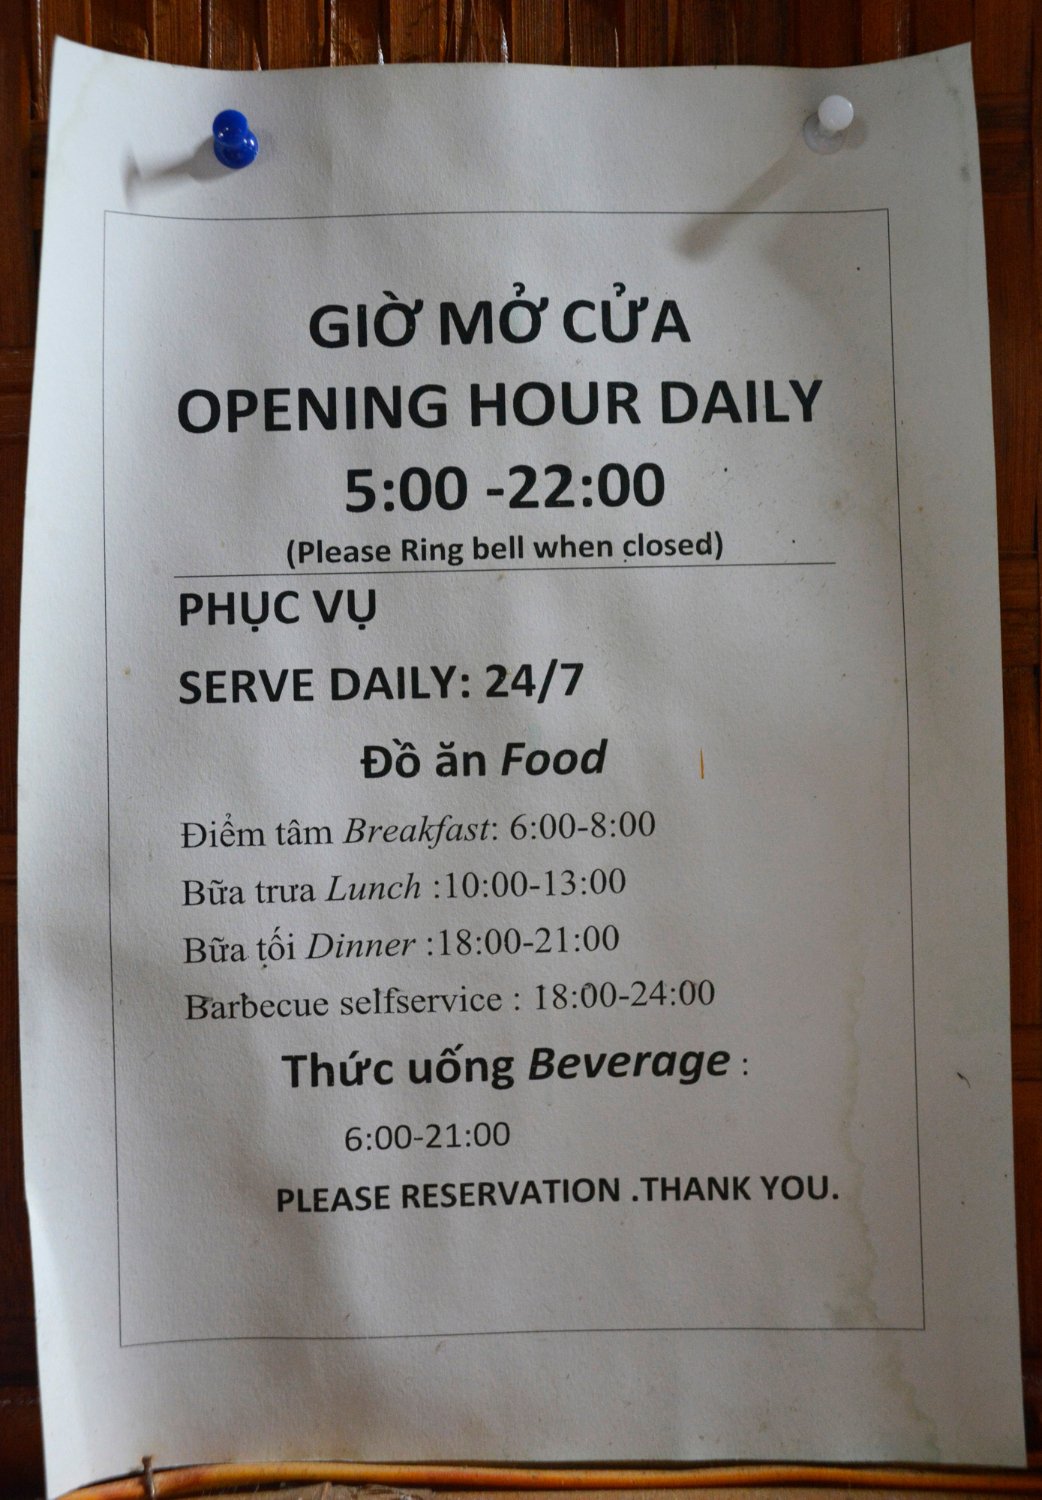 GIỜ MỞ CỬA
OPENING HOUR DAILY
5:00 -22:00
(Please Ring bell when closed)
PHỤC VỤ
SERVE DAILY: 24/7
Đồ ăn Food
Điểm tâm Breakfast: 6:00-8:00
Bữa trưa Lunch :10:00-13:00
Bữa tối Dinner :18:00-21:00
Barbecue selfservice : 18:00-24:00
Thức uống Beverage :
6:00-21:00
PLEASE RESERVATION .THANK YOU.